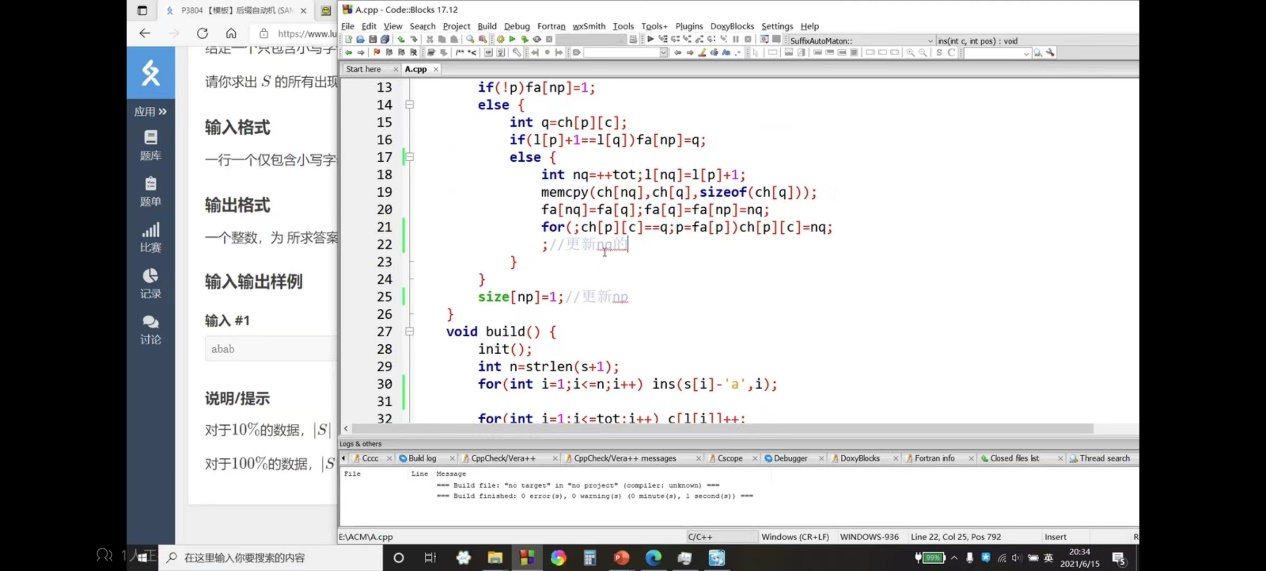 P3804 【模板】后缀自动机 (SAM
A.cpp - Code::Blocks 17.12
File Edit View Search Project Build Debug Fortran wxSmith Tools Tools+ Plugins DoxyBlocks Settings Help
https://www.lu
SuffixAutoMaton::
ins(int c, int pos) : void
Start here
A.cpp
请你求出 S 的所有出现
应用
题库
题单
比赛
记录
讨论
输入格式
一行一个仅包含小写字
输出格式
一个整数，为 所求答案
输入输出样例
输入 #1
abab
说明/提示
对于10%的数据，|S|
对于100%的数据，|S
13 if(!p)fa[np]=1;
14 else {
15 int q=ch[p][c];
16 if(l[p]+1==l[q])fa[np]=q;
17 else {
18 int nq=++tot;l[nq]=l[p]+1;
19 memcpy(ch[nq],ch[q],sizeof(ch[q]));
20 fa[nq]=fa[q];fa[q]=fa[np]=nq;
21 for(;ch[p][c]==q;p=fa[p])ch[p][c]=nq;
22 ;//更新nq的
23 }
24 }
25 size[np]=1;//更新np
26 }
27 void build() {
28 init();
29 int n=strlen(s+1);
30 for(int i=1;i<=n;i++) ins(s[i]-'a',i);
31
32 for(int i=1;i<=tot;i++) c[l[i]]++;
Logs & others
Cccc
Build log
CppCheck/Vera++
CppCheck/Vera++ messages
Cscope
Debugger
DoxyBlocks
Fortran info
Closed files list
Thread search
File Line Message
=== Build file: "no target" in "no project" (compiler: unknown) ===
=== Build finished: 0 error(s), 0 warning(s) (0 minute(s), 1 second(s)) ===
E:\ACM\A.cpp
C/C++
Windows (CR+LF)
WINDOWS-936
Line 22, Col 25, Pos 792
Insert
1人正
在这里输入你要搜索的内容
99%
英
20:34
2021/6/15